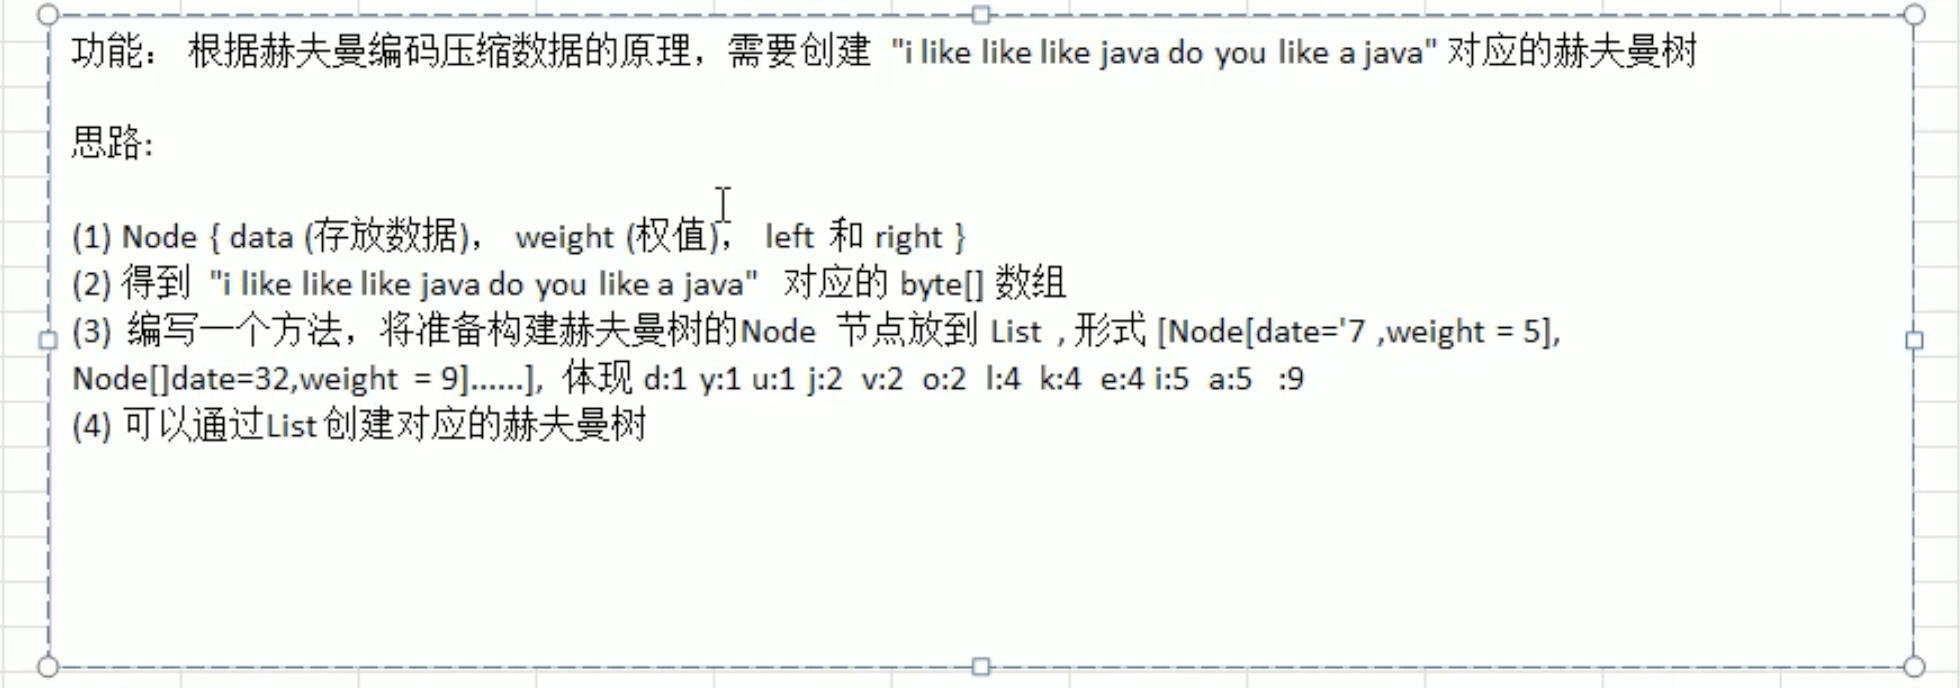 功能： 根据赫夫曼编码压缩数据的原理，需要创建 "i like like like java do you like a java" 对应的赫夫曼树
思路:
(1) Node { data (存放数据)， weight (权值)， left 和 right }
(2) 得到 "i like like like java do you like a java" 对应的 byte[] 数组
(3) 编写一个方法，将准备构建赫夫曼树的Node 节点放到 List , 形式 [Node[date='7 ,weight = 5],
Node[]date=32,weight = 9]......], 体现 d:1 y:1 u:1 j:2 v:2 o:2 l:4 k:4 e:4 i:5 a:5 :9
(4) 可以通过List 创建对应的赫夫曼树